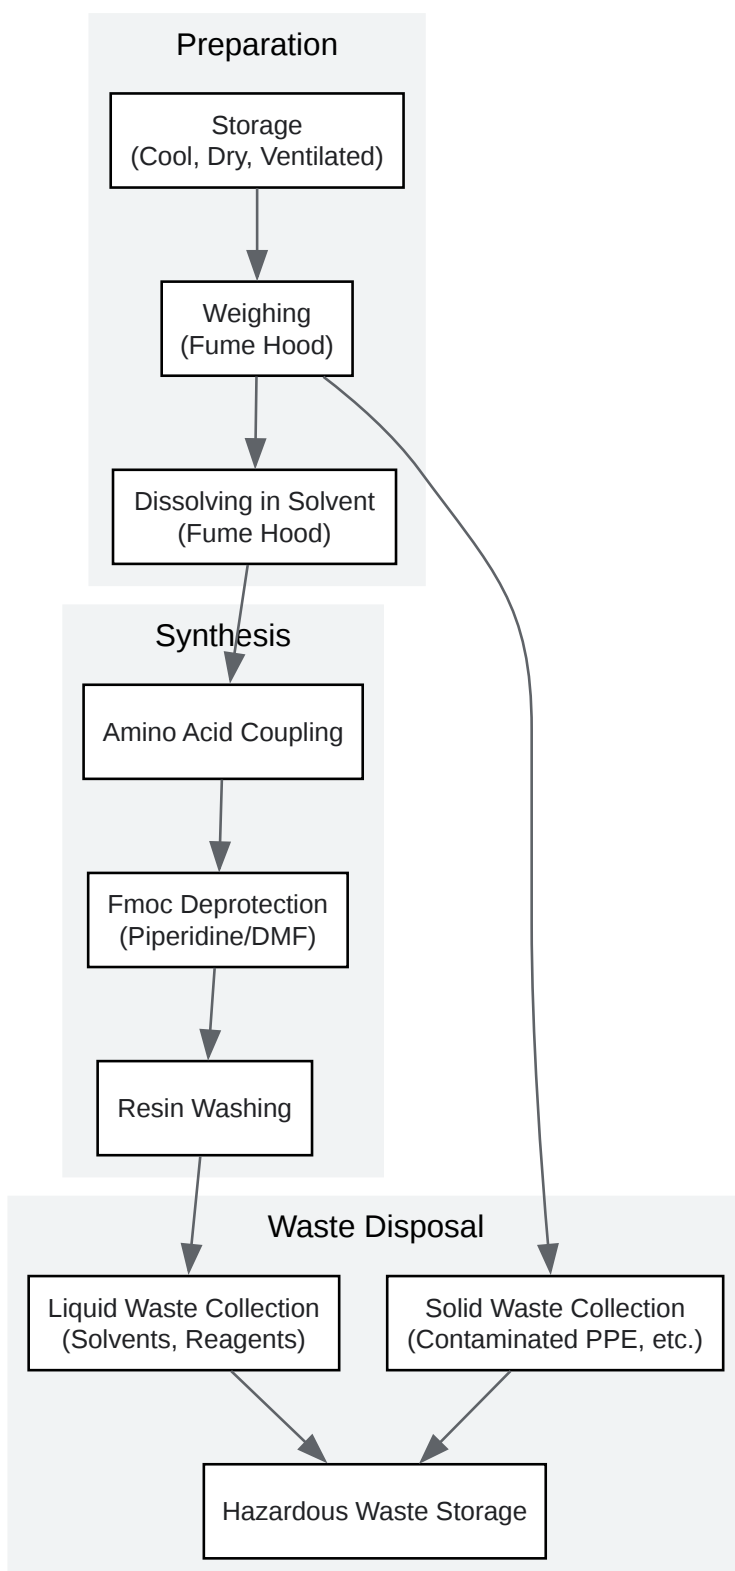 Preparation
Storage
(Cool, Dry, Ventilated)
Weighing
(Fume Hood)
Dissolving in Solvent
(Fume Hood)
Synthesis
Amino Acid Coupling
Fmoc Deprotection
(Piperidine/DMF)
Resin Washing
Waste Disposal
Liquid Waste Collection
(Solvents, Reagents)
Solid Waste Collection
(Contaminated PPE, etc.)
Hazardous Waste Storage